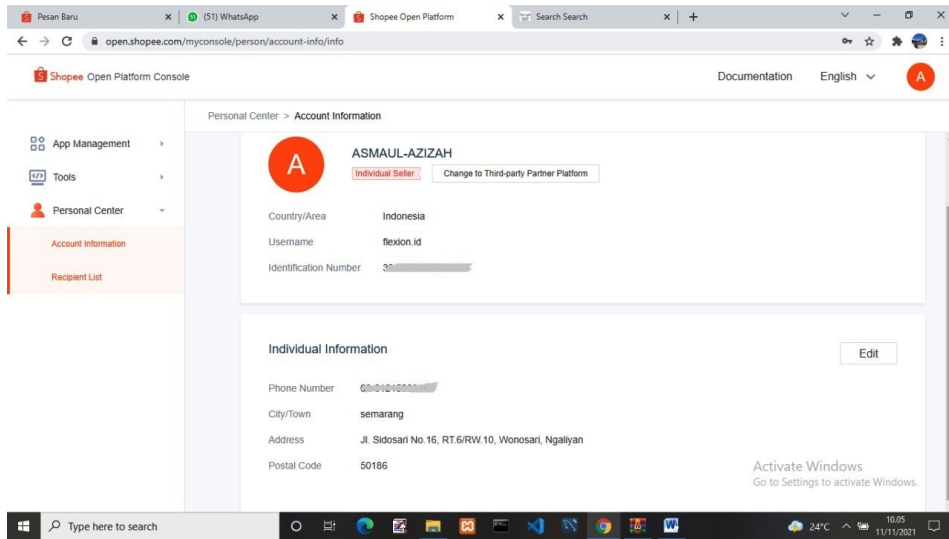 Pesan Baru
(51) WhatsApp
Shopee Open Platform
Search Search
open.shopee.com/myconsole/person/account-info/info
Shopee Open Platform Console
Documentation
English
A
Personal Center > Account Information
App Management
Tools
Personal Center
Account Information
Recipient List
A
ASMAUL-AZIZAH
Individual Seller
Change to Third-party Partner Platform
Country/Area Indonesia
Username flexion.id
Identification Number
Individual Information
Edit
Phone Number
City/Town semarang
Address Jl. Sidosari No.16, RT.6/RW.10, Wonosari, Ngaliyan
Postal Code 50186
Activate Windows
Go to Settings to activate Windows.
Type here to search
24°C
10.05
11/11/2021